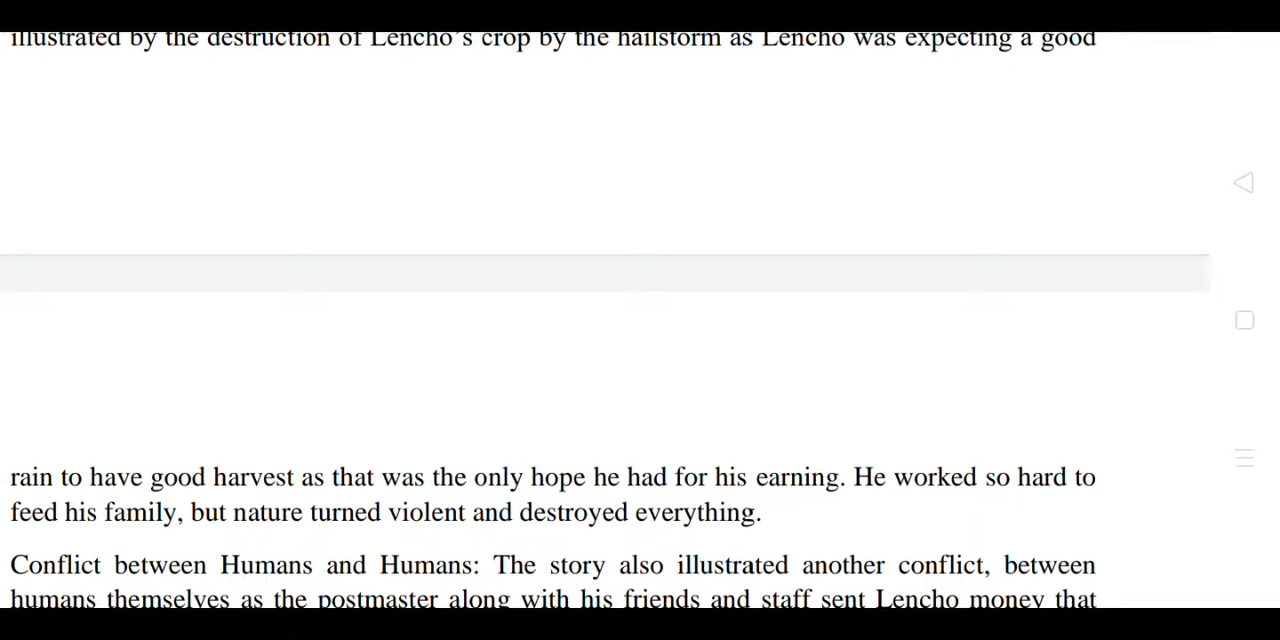 illustrated by the destruction of Lencho's crop by the hailstorm as Lencho was expecting a good
rain to have good harvest as that was the only hope he had for his earning. He worked so hard to
feed his family, but nature turned violent and destroyed everything.
Conflict between Humans and Humans: The story also illustrated another conflict, between
humans themselves as the postmaster along with his friends and staff sent Lencho money that